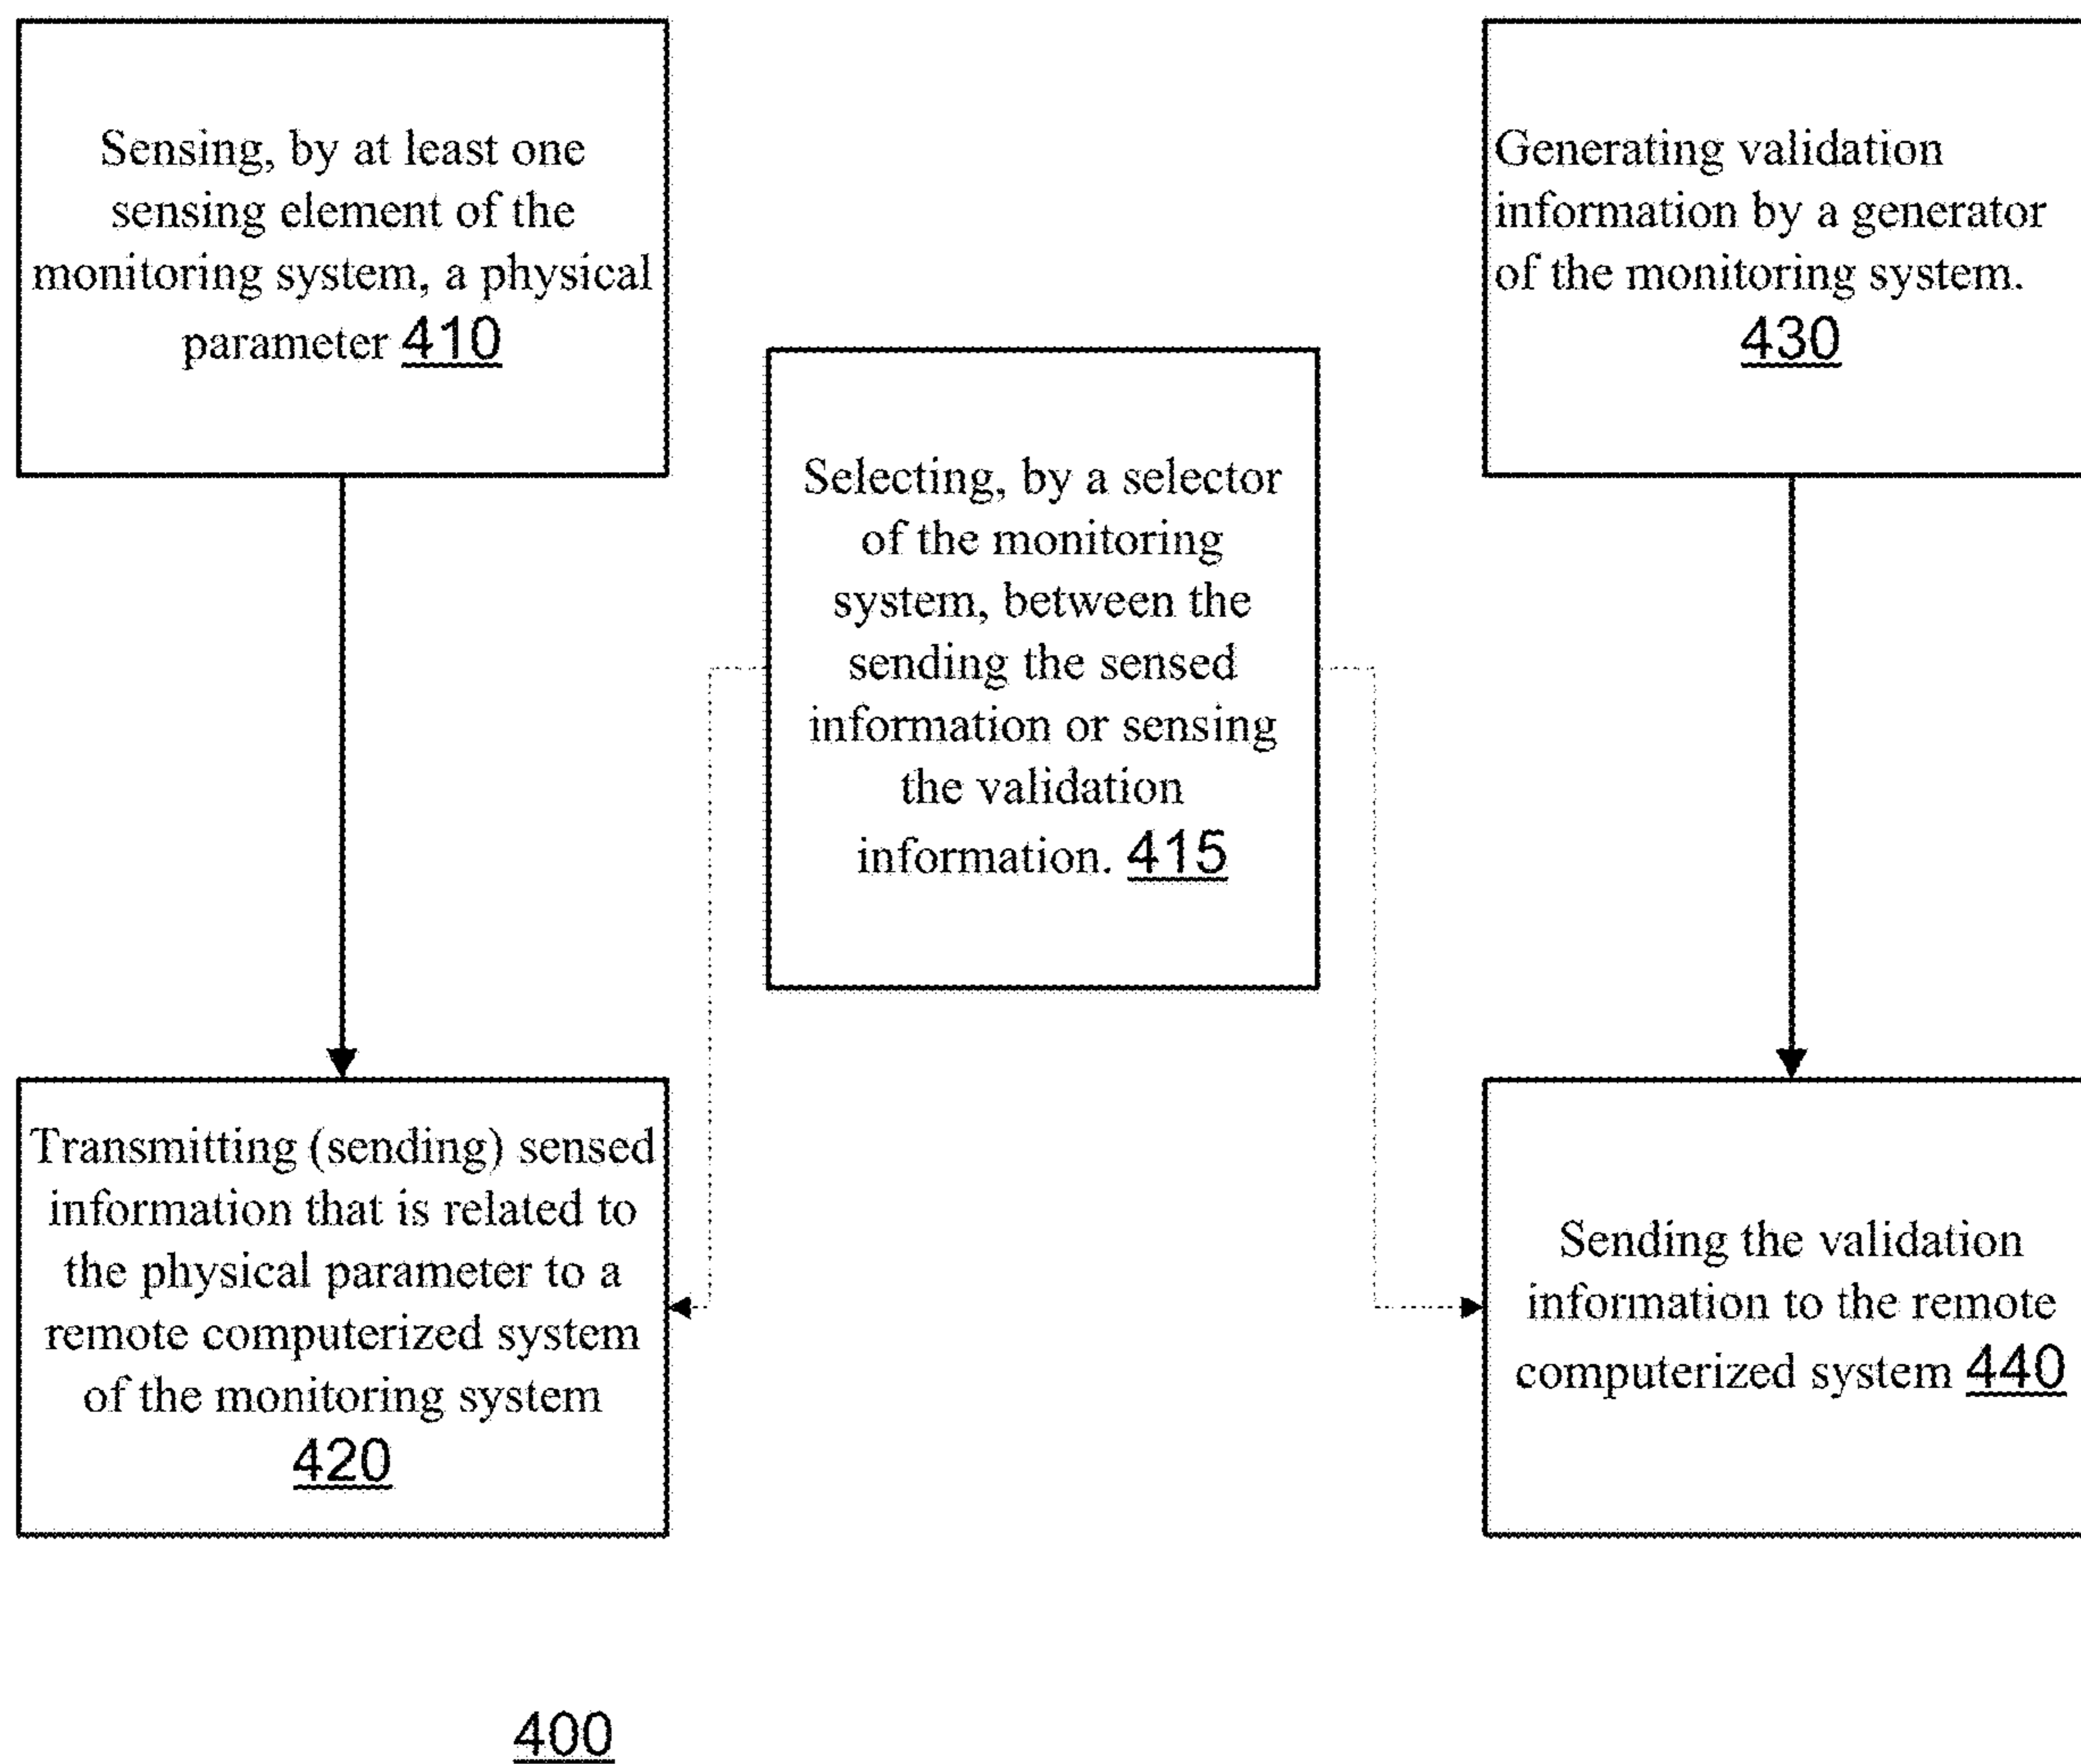 Sensing, by at least one
sensing element of the
monitoring system, a physical
parameter 410
Generating validation
information by a generator
of the monitoring system.
430
Selecting, by a selector
of the monitoring
system, between the
sending the sensed
information or sensing
the validation
information. 415
Transmitting (sending) sensed
information that is related to
the physical parameter to a
remote computerized system
of the monitoring system
420
Sending the validation
information to the remote
computerized system 440
400